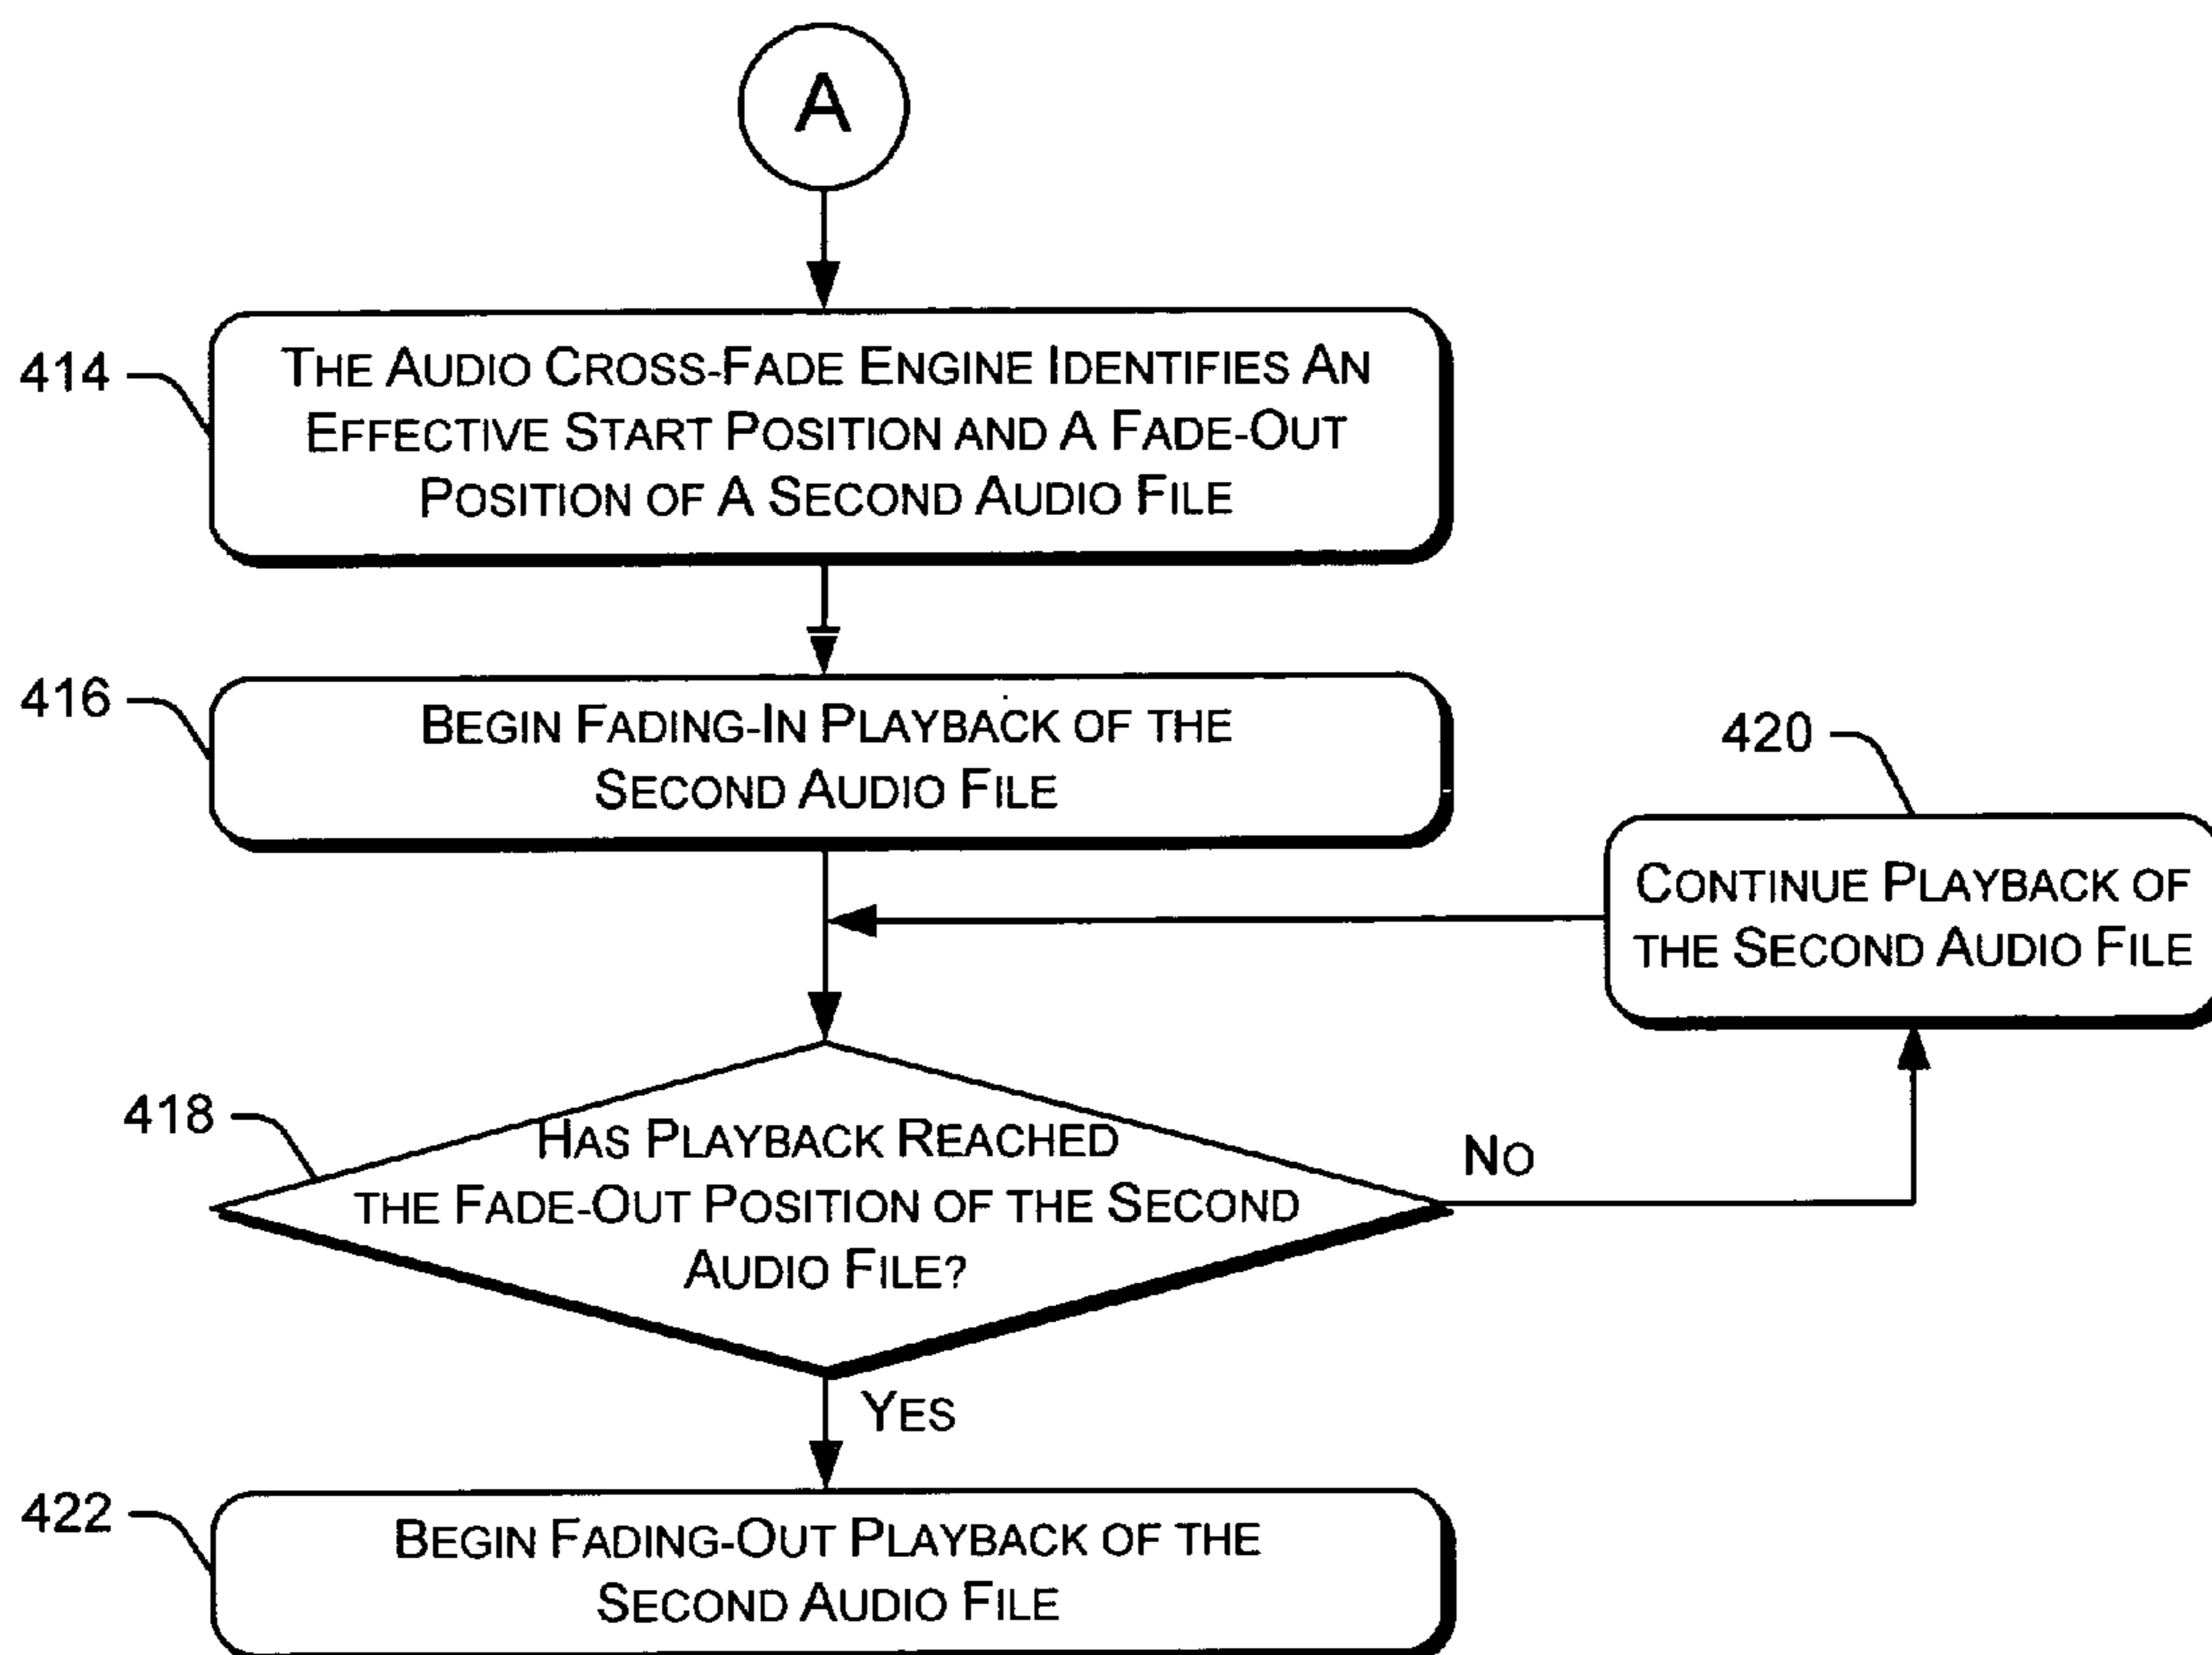 A
414
THE AUDIO CROSS-FADE ENGINE IDENTIFIES AN
EFFECTIVE START POSITION AND A FADE-OUT
POSITION OF A SECOND AUDIO FILE
416
BEGIN FADING-IN PLAYBACK OF THE
SECOND AUDIO FILE
420
CONTINUE PLAYBACK OF
THE SECOND AUDIO FILE
418
HAS PLAYBACK REACHED
THE FADE-OUT POSITION OF THE SECOND
AUDIO FILE?
NO
YES
422
BEGIN FADING-OUT PLAYBACK OF THE
SECOND AUDIO FILE